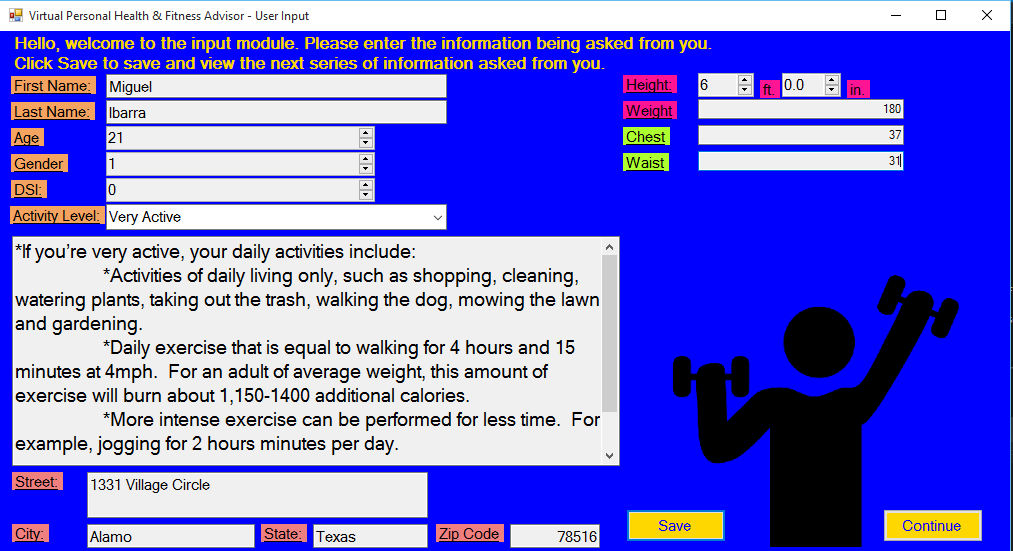 Virtual Personal Health & Fitness Advisor - User Input
Hello, welcome to the input module. Please enter the information being asked from you.
Click Save to save and view the next series of information asked from you.
First Name: Miguel
Last Name: Ibarra
Age 21
Gender 1
DSI: 0
Activity Level: Very Active
Height: 6 ft. 0.0 in.
Weight 180
Chest 37
Waist 31
*If you’re very active, your daily activities include:
*Activities of daily living only, such as shopping, cleaning,
watering plants, taking out the trash, walking the dog, mowing the lawn
and gardening.
*Daily exercise that is equal to walking for 4 hours and 15
minutes at 4mph.  For an adult of average weight, this amount of
exercise will burn about 1,150-1400 additional calories.
*More intense exercise can be performed for less time.  For
example, jogging for 2 hours minutes per day.
Street: 1331 Village Circle
City: Alamo State: Texas Zip Code 78516
Save Continue